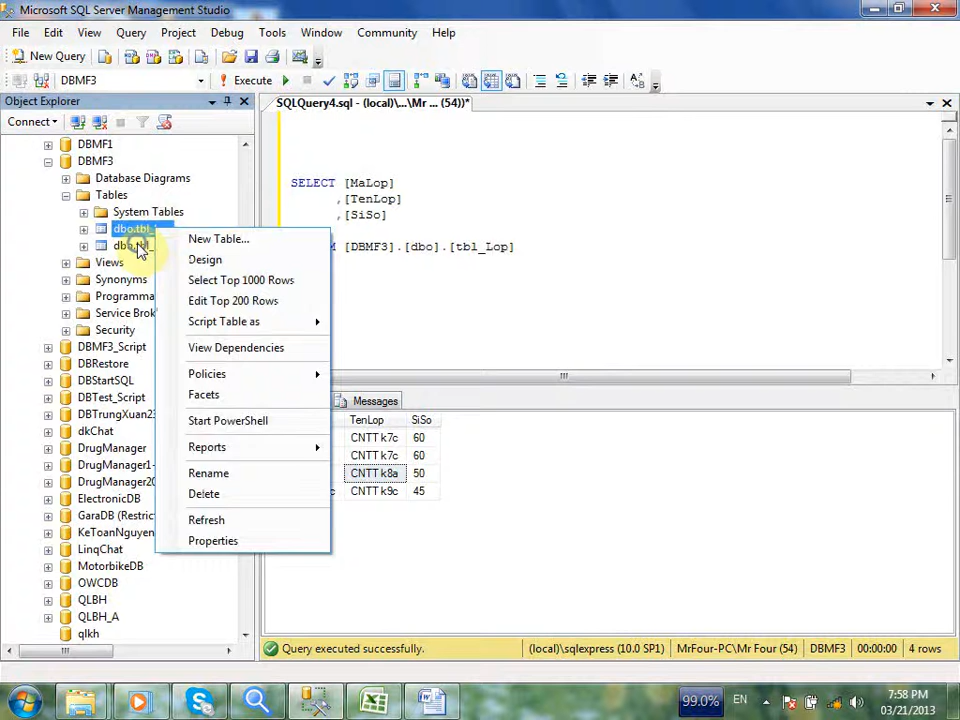 Microsoft SQL Server Management Studio
File Edit View Query Project Debug Tools Window Community Help
New Query
DBMF3 Execute
Object Explorer
SQLQuery4.sql - (local)\...\Mr ... (54))*
Connect
DBMF1
DBMF3
Database Diagrams
Tables
System Tables
dbo.tbl_
Views
Synonyms
Programma
Service Brok
Security
DBMF3_Script
DBRestore
DBStartSQL
DBTest_Script
DBTrungXuan23
dkChat
DrugManager
DrugManager1-
DrugManager20
ElectronicDB
GaraDB (Restric
KeToanNguyen
LinqChat
MotorbikeDB
OWCDB
QLBH
QLBH_A
qlkh
New Table...
Design
Select Top 1000 Rows
Edit Top 200 Rows
Script Table as
View Dependencies
Policies
Facets
Start PowerShell
Reports
Rename
Delete
Refresh
Properties
SELECT [MaLop]
,[TenLop]
,[SiSo]
M [DBMF3].[dbo].[tbl_Lop]
Messages
TenLop SiSo
CNTT k7c 60
CNTT k7c 60
CNTT k8a 50
c CNTT k9c 45
Query executed successfully. (local)\sqlexpress (10.0 SP1) MrFour-PC\Mr Four (54) DBMF3 00:00:00 4 rows
99.0% EN
7:58 PM
03/21/2013